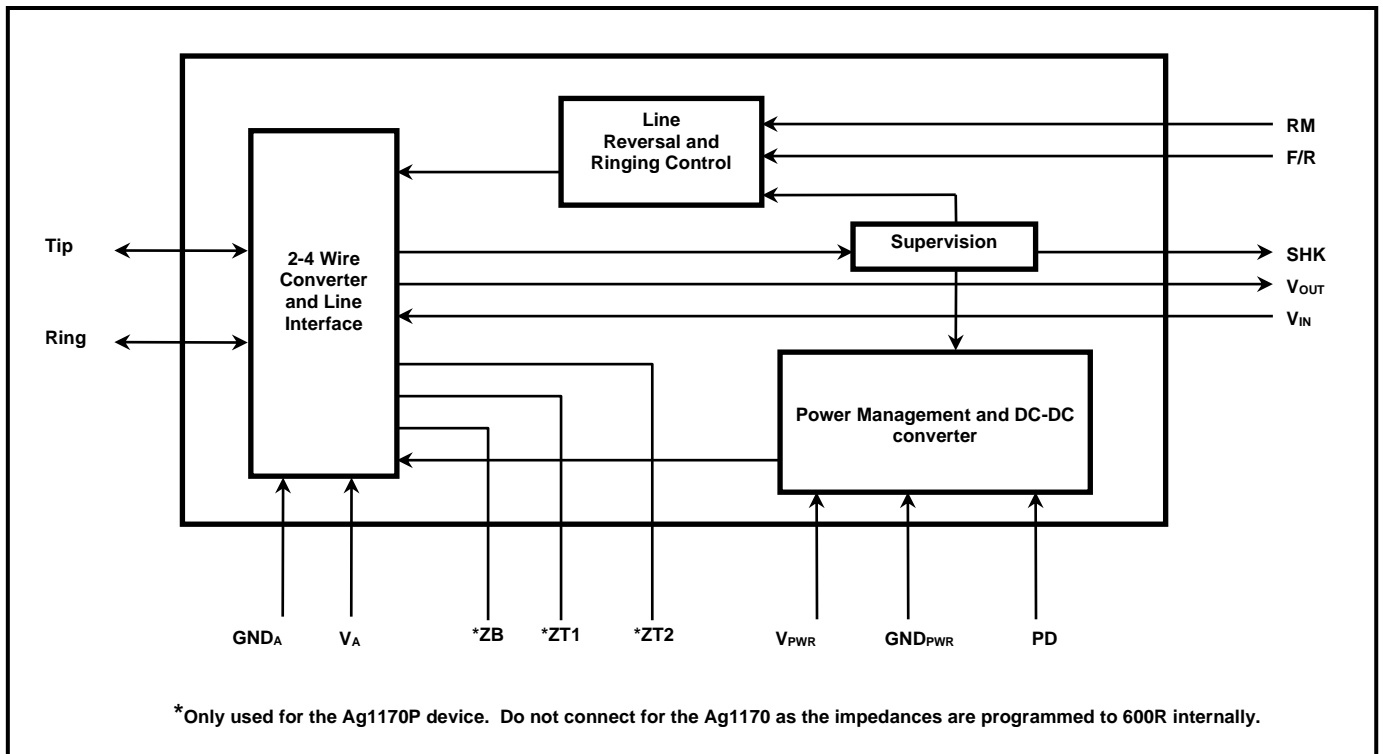 Line
Reversal and
Ringing Control
RM
F/R
Tip
Ring
2-4 Wire
Converter
and Line
Interface
Supervision
SHK
VOUT
VIN
Power Management and DC-DC
converter
GNDA
VA
*ZB
*ZT1
*ZT2
VPWR
GNDPWR
PD
*Only used for the Ag1170P device. Do not connect for the Ag1170 as the impedances are programmed to 600R internally.